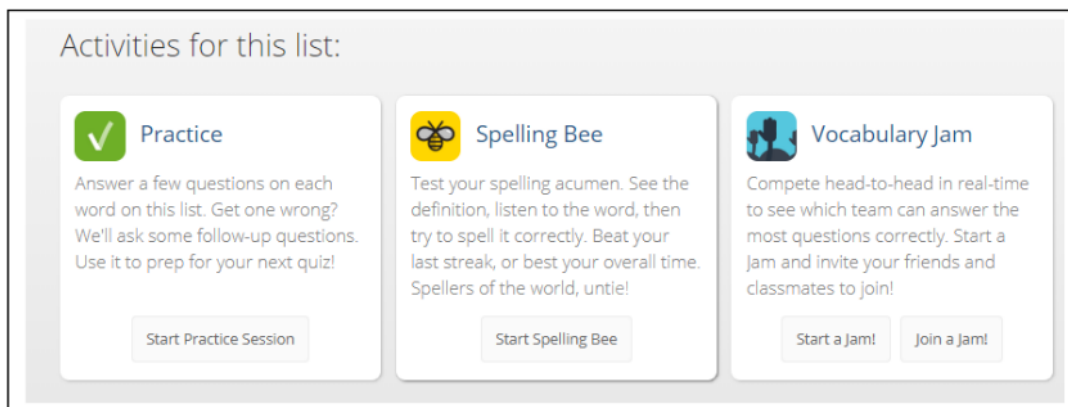 Activities for this list:
Practice
Answer a few questions on each
word on this list. Get one wrong?
We'll ask some follow-up questions.
Use it to prep for your next quiz!
Start Practice Session
Spelling Bee
Test your spelling acumen. See the
definition, listen to the word, then
try to spell it correctly. Beat your
last streak, or best your overall time.
Spellers of the world, untie!
Start Spelling Bee
Vocabulary Jam
Compete head-to-head in real-time
to see which team can answer the
most questions correctly. Start a
Jam and invite your friends and
classmates to join!
Start a Jam!
Join a Jam!